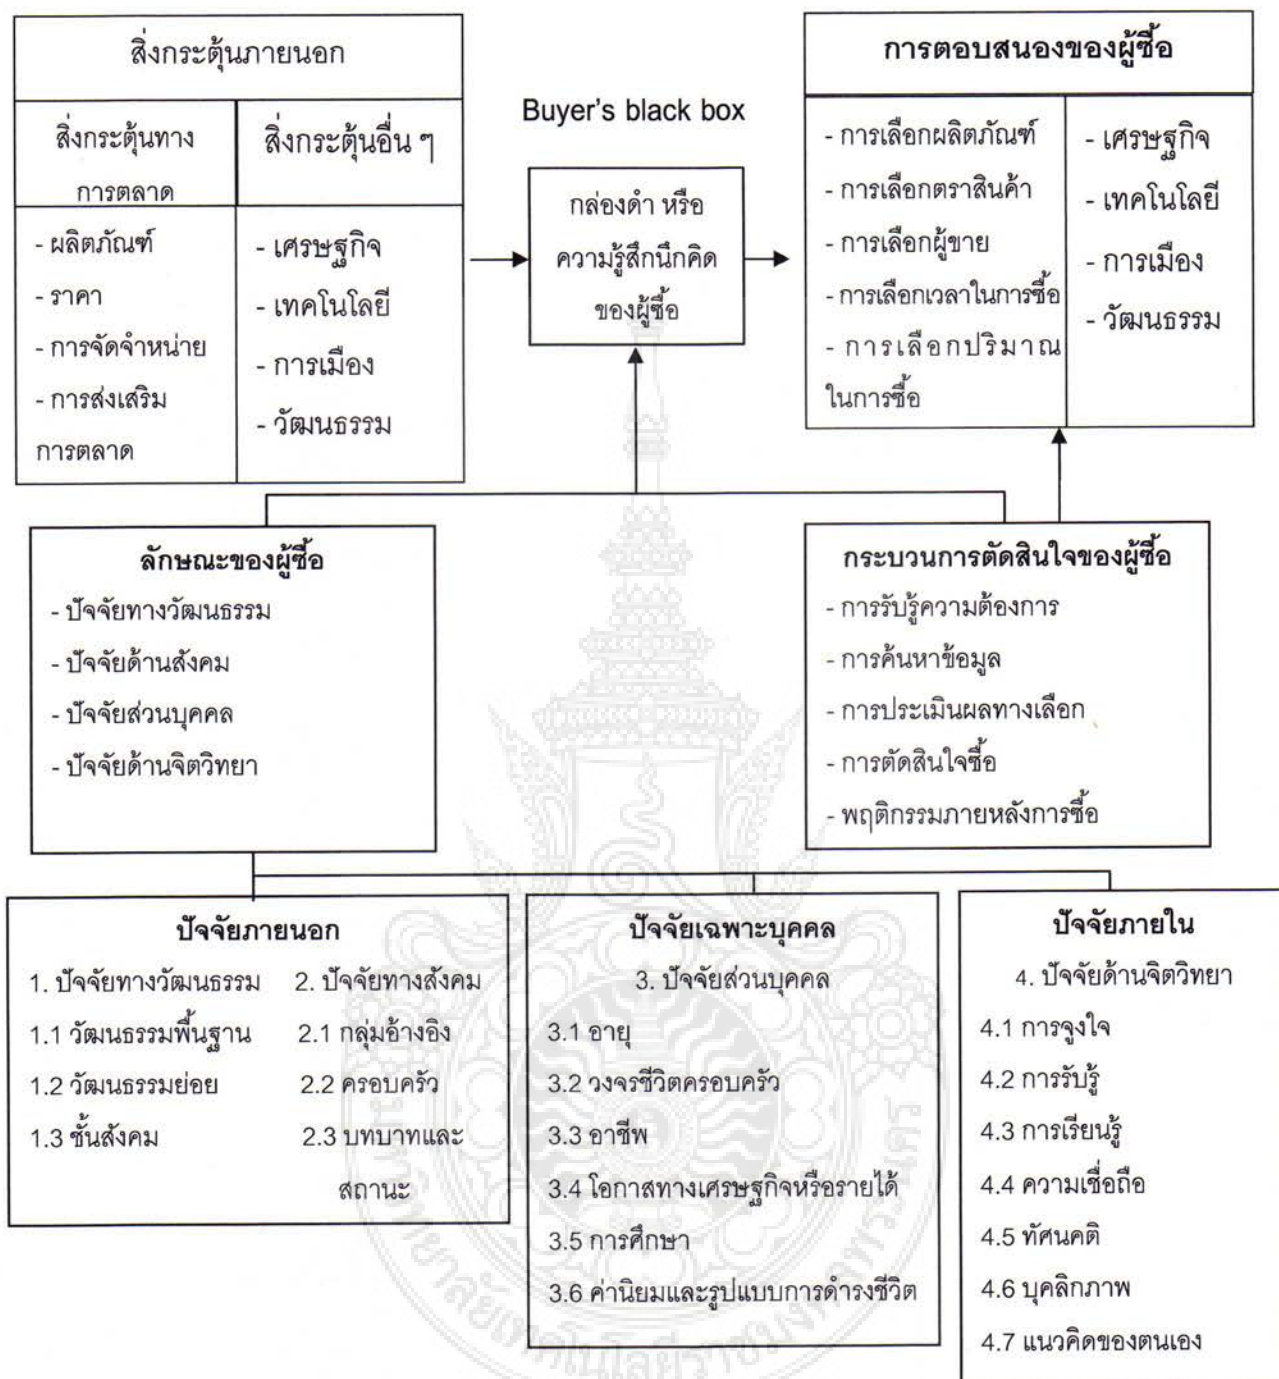 สิ่งกระตุ้นภายนอก
สิ่งกระตุ้นทาง
การตลาด
สิ่งกระตุ้นอื่น ๆ
- ผลิตภัณฑ์
- ราคา
- การจัดจำหน่าย
- การส่งเสริม
การตลาด
- เศรษฐกิจ
- เทคโนโลยี
- การเมือง
- วัฒนธรรม
Buyer's black box
กล่องดำ หรือ
ความรู้สึกนึกคิด
ของผู้ซื้อ
การตอบสนองของผู้ซื้อ
- การเลือกผลิตภัณฑ์
- การเลือกตราสินค้า
- การเลือกผู้ขาย
- การเลือกเวลาในการซื้อ
- การเลือกปริมาณ
ในการซื้อ
- เศรษฐกิจ
- เทคโนโลยี
- การเมือง
- วัฒนธรรม
ลักษณะของผู้ซื้อ
- ปัจจัยทางวัฒนธรรม
- ปัจจัยด้านสังคม
- ปัจจัยส่วนบุคคล
- ปัจจัยด้านจิตวิทยา
กระบวนการตัดสินใจของผู้ซื้อ
- การรับรู้ความต้องการ
- การค้นหาข้อมูล
- การประเมินผลทางเลือก
- การตัดสินใจซื้อ
- พฤติกรรมภายหลังการซื้อ
ปัจจัยภายนอก
1. ปัจจัยทางวัฒนธรรม
1.1 วัฒนธรรมพื้นฐาน
1.2 วัฒนธรรมย่อย
1.3 ชั้นสังคม
2. ปัจจัยทางสังคม
2.1 กลุ่มอ้างอิง
2.2 ครอบครัว
2.3 บทบาทและ
สถานะ
ปัจจัยเฉพาะบุคคล
3. ปัจจัยส่วนบุคคล
3.1 อายุ
3.2 วงจรชีวิตครอบครัว
3.3 อาชีพ
3.4 โอกาสทางเศรษฐกิจหรือรายได้
3.5 การศึกษา
3.6 ค่านิยมและรูปแบบการดำรงชีวิต
ปัจจัยภายใน
4. ปัจจัยด้านจิตวิทยา
4.1 การจูงใจ
4.2 การรับรู้
4.3 การเรียนรู้
4.4 ความเชื่อถือ
4.5 ทัศนคติ
4.6 บุคลิกภาพ
4.7 แนวคิดของตนเอง